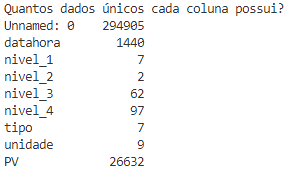 Quantos dados únicos cada coluna possui?
Unnamed: 0    294905
datahora        1440
nivel_1            7
nivel_2            2
nivel_3           62
nivel_4           97
tipo               7
unidade            9
PV             26632